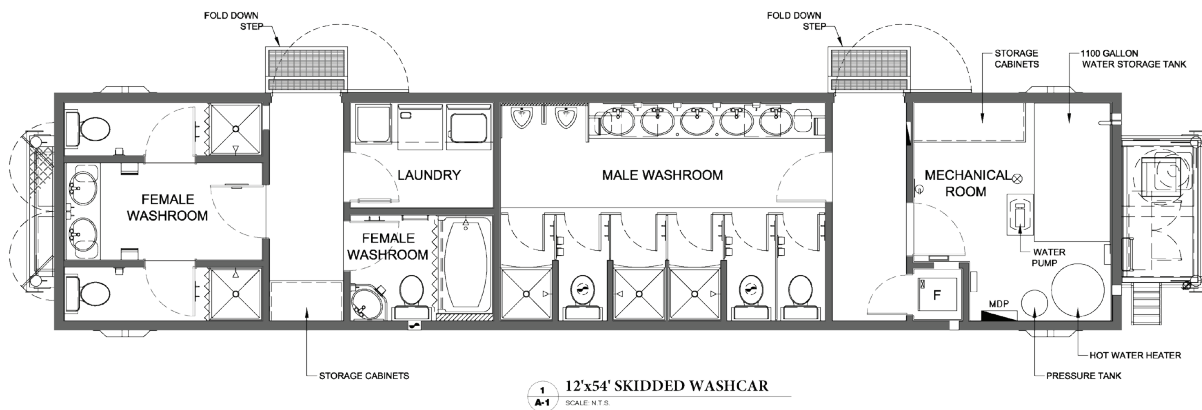 FOLD DOWN
STEP
FOLD DOWN
STEP
STORAGE
CABINETS
1100 GALLON
WATER STORAGE TANK
FEMALE
WASHROOM
LAUNDRY
FEMALE
WASHROOM
MALE WASHROOM
MECHANICAL
ROOM
WATER
PUMP
F
MDP
HOT WATER HEATER
PRESSURE TANK
STORAGE CABINETS
1
A-1
12'x54' SKIDDED WASHCAR
SCALE: N.T.S.